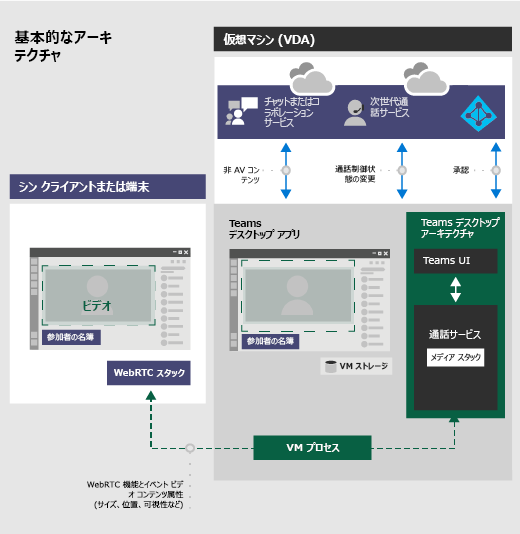 基本的なアーキ
テクチャ
仮想マシン (VDA)
チャットまたはコ
ラボレーション
サービス
次世代通
話サービス
非 AV コン
テンツ
通話制御状
態の変更
承認
シン クライアントまたは端末
ビデオ
参加者の名簿
WebRTC スタック
Teams
デスクトップ アプリ
参加者の名簿
VM ストレージ
Teams デスクトップ
アーキテクチャ
Teams UI
通話サービス
メディア スタック
VM プロセス
WebRTC 機能とイベント ビデ
オ コンテンツ属性
(サイズ、位置、可視性など)